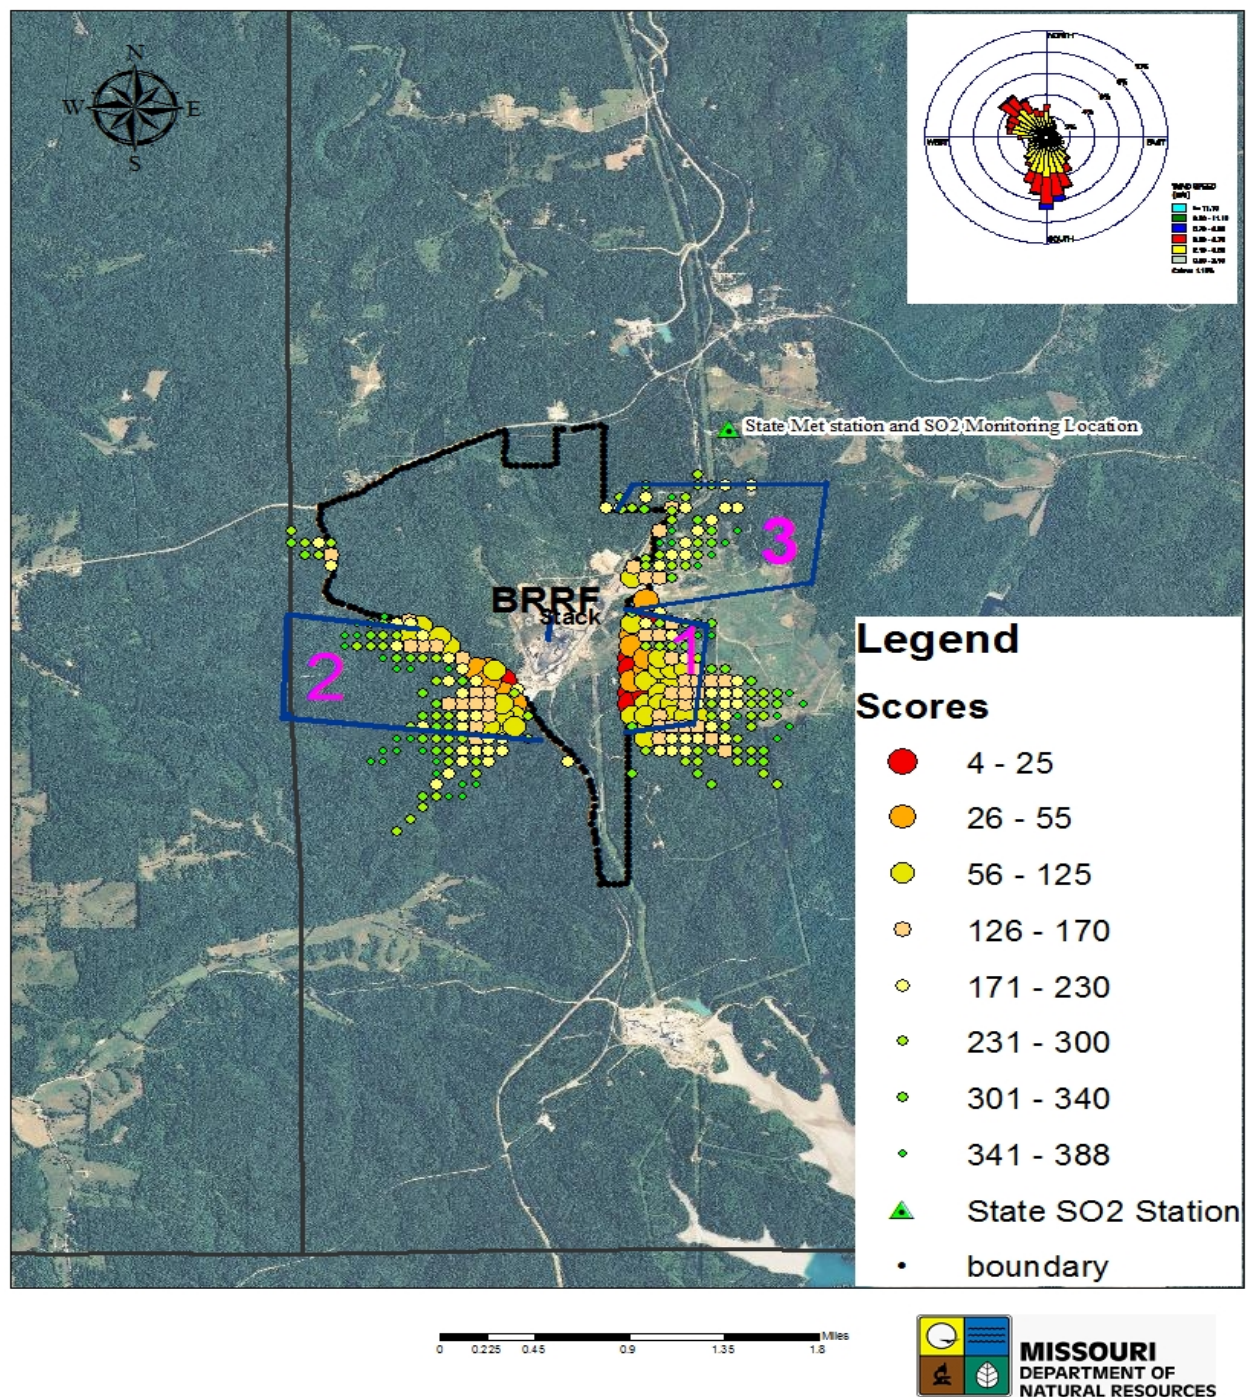 N
W E
S
NORTH
WEST
EAST
SOUTH
State Met station and SO2 Monitoring Location
3
BRRF
Stack
1
2
Legend
Scores
4 - 25
26 - 55
56 - 125
126 - 170
171 - 230
231 - 300
301 - 340
341 - 388
State SO2 Station
boundary
Miles
0 0.225 0.45 0.9 1.35 1.8
MISSOURI
DEPARTMENT OF
NATURAL RESOURCES